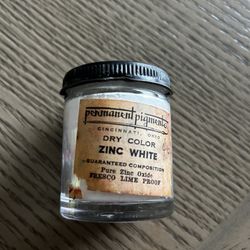 permanent pigments
CINCINNATI, OHIO
DRY COLOR
ZINC WHITE
GUARANTEED COMPOSITION
Pure Zinc Oxide
FRESCO LIME PROOF